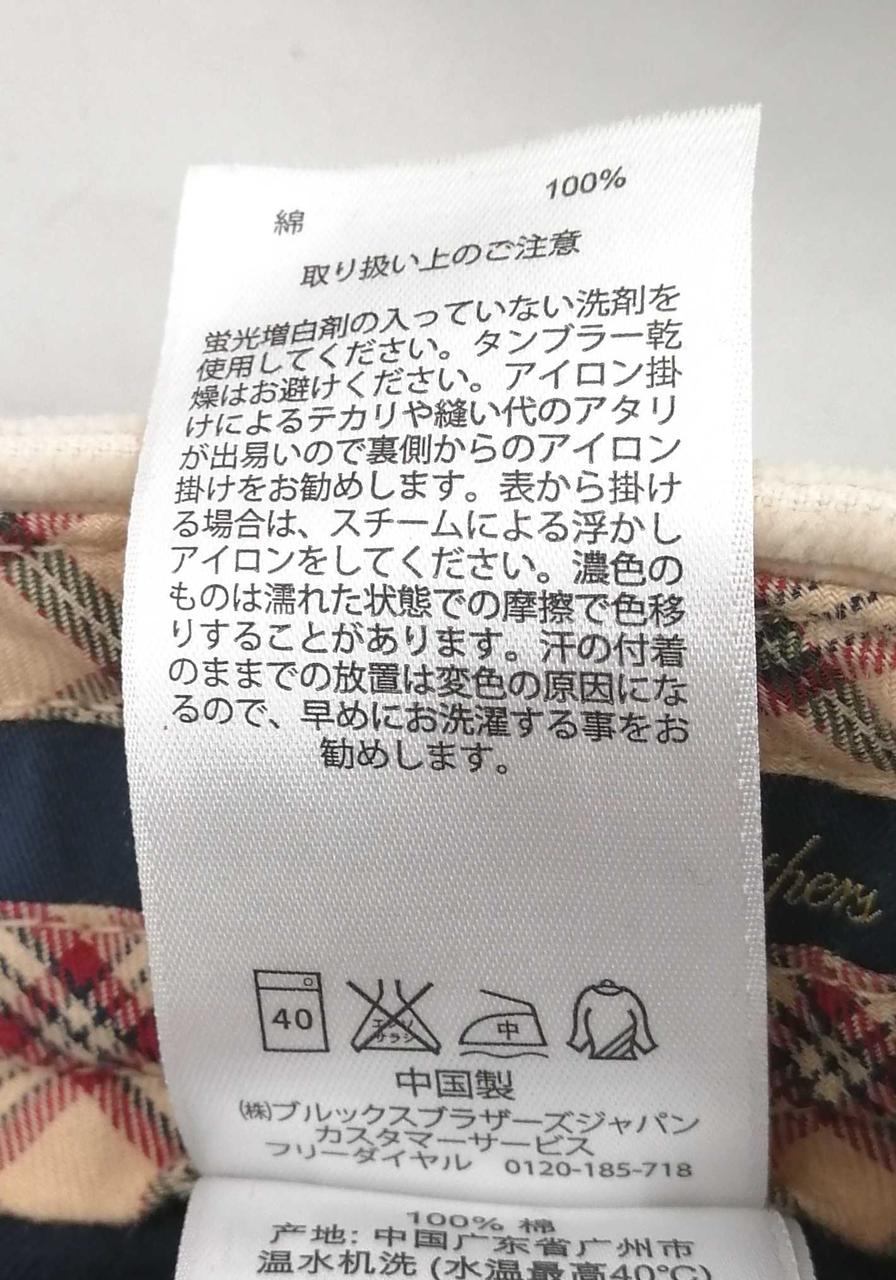 綿 100%
取り扱い上のご注意
蛍光増白剤の入っていない洗剤を
使用してください。タンブラー乾
燥はお避けください。アイロン掛
けによるテカリや縫い代のアタリ
が出易いので裏側からのアイロン
掛けをお勧めします。表から掛け
る場合は、スチームによる浮かし
アイロンをしてください。濃色の
ものは濡れた状態での摩擦で色移
りすることがあります。汗の付着
のままでの放置は変色の原因にな
るので、早めにお洗濯する事をお
勧めします。
thers
40
エンソ
サラシ
中
中国製
㈱ブルックスブラザーズジャパン
カスタマーサービス
フリーダイヤル 0120-185-718
100% 棉
产地: 中国广东省广州市
温水机洗 (水温最高40°C)